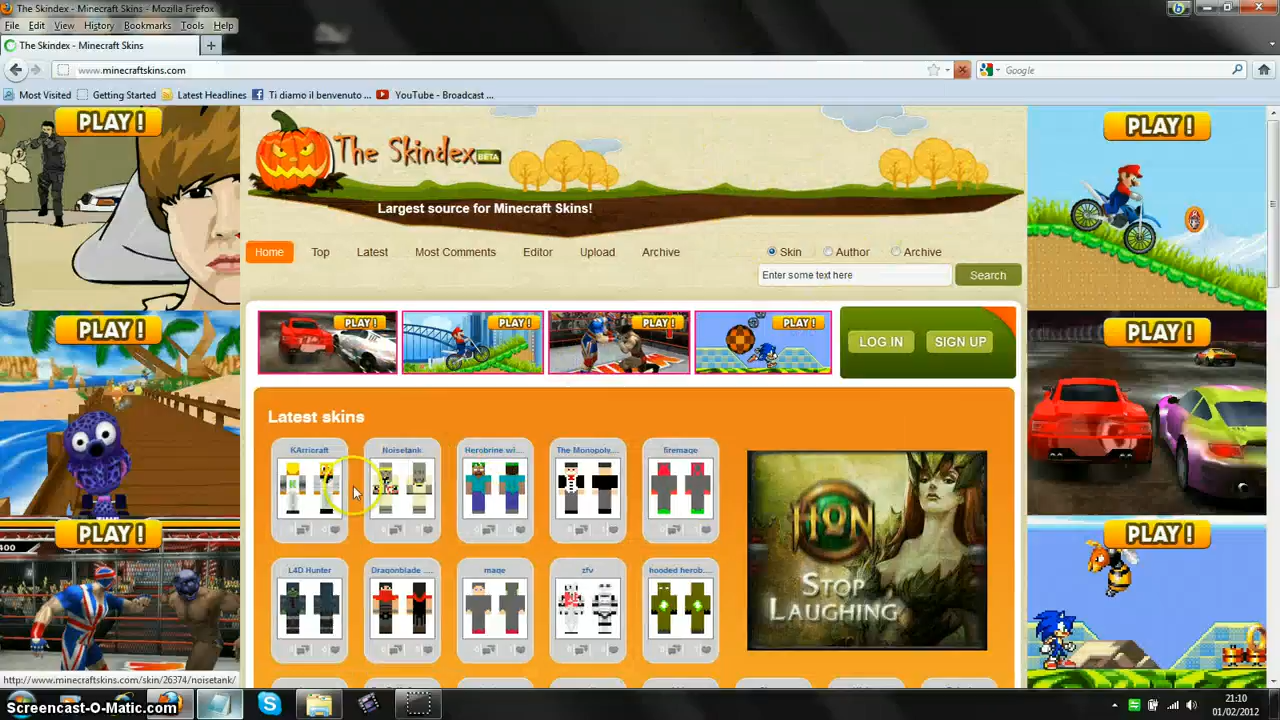 The Skindex - Minecraft Skins - Mozilla Firefox
File Edit View History Bookmarks Tools Help
The Skindex - Minecraft Skins
www.minecraftskins.com
Google
Most Visited Getting Started Latest Headlines Ti diamo il benvenuto ... YouTube - Broadcast ...
PLAY !
PLAY !
The Skindex BETA
Largest source for Minecraft Skins!
Home Top Latest Most Comments Editor Upload Archive
Skin Author Archive
Enter some text here Search
PLAY ! PLAY ! PLAY ! PLAY !
LOG IN SIGN UP
PLAY !
PLAY !
Latest skins
KArricraft Noisetank Herobrine wi... The Monopoly... firemage
HON
STOP
LAUGHING
PLAY !
PLAY !
400
L4D Hunter Dragonblade ... mage zfv hooded herob...
http://www.minecraftskins.com/skin/26374/noisetank/
Screencast-O-Matic.com
21:10
01/02/2012